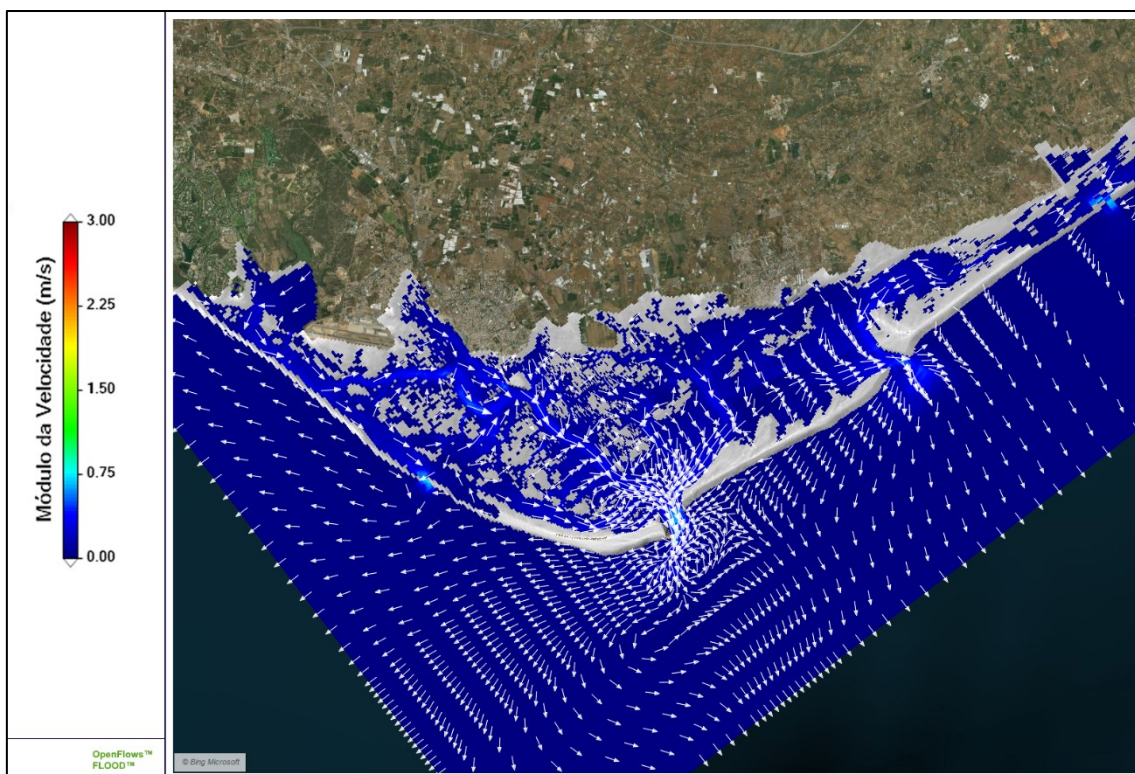 Módulo da Velocidade (m/s)
3.00
2.25
1.50
0.75
0.00
OpenFlows™
FLOOD™
© Bing Microsoft